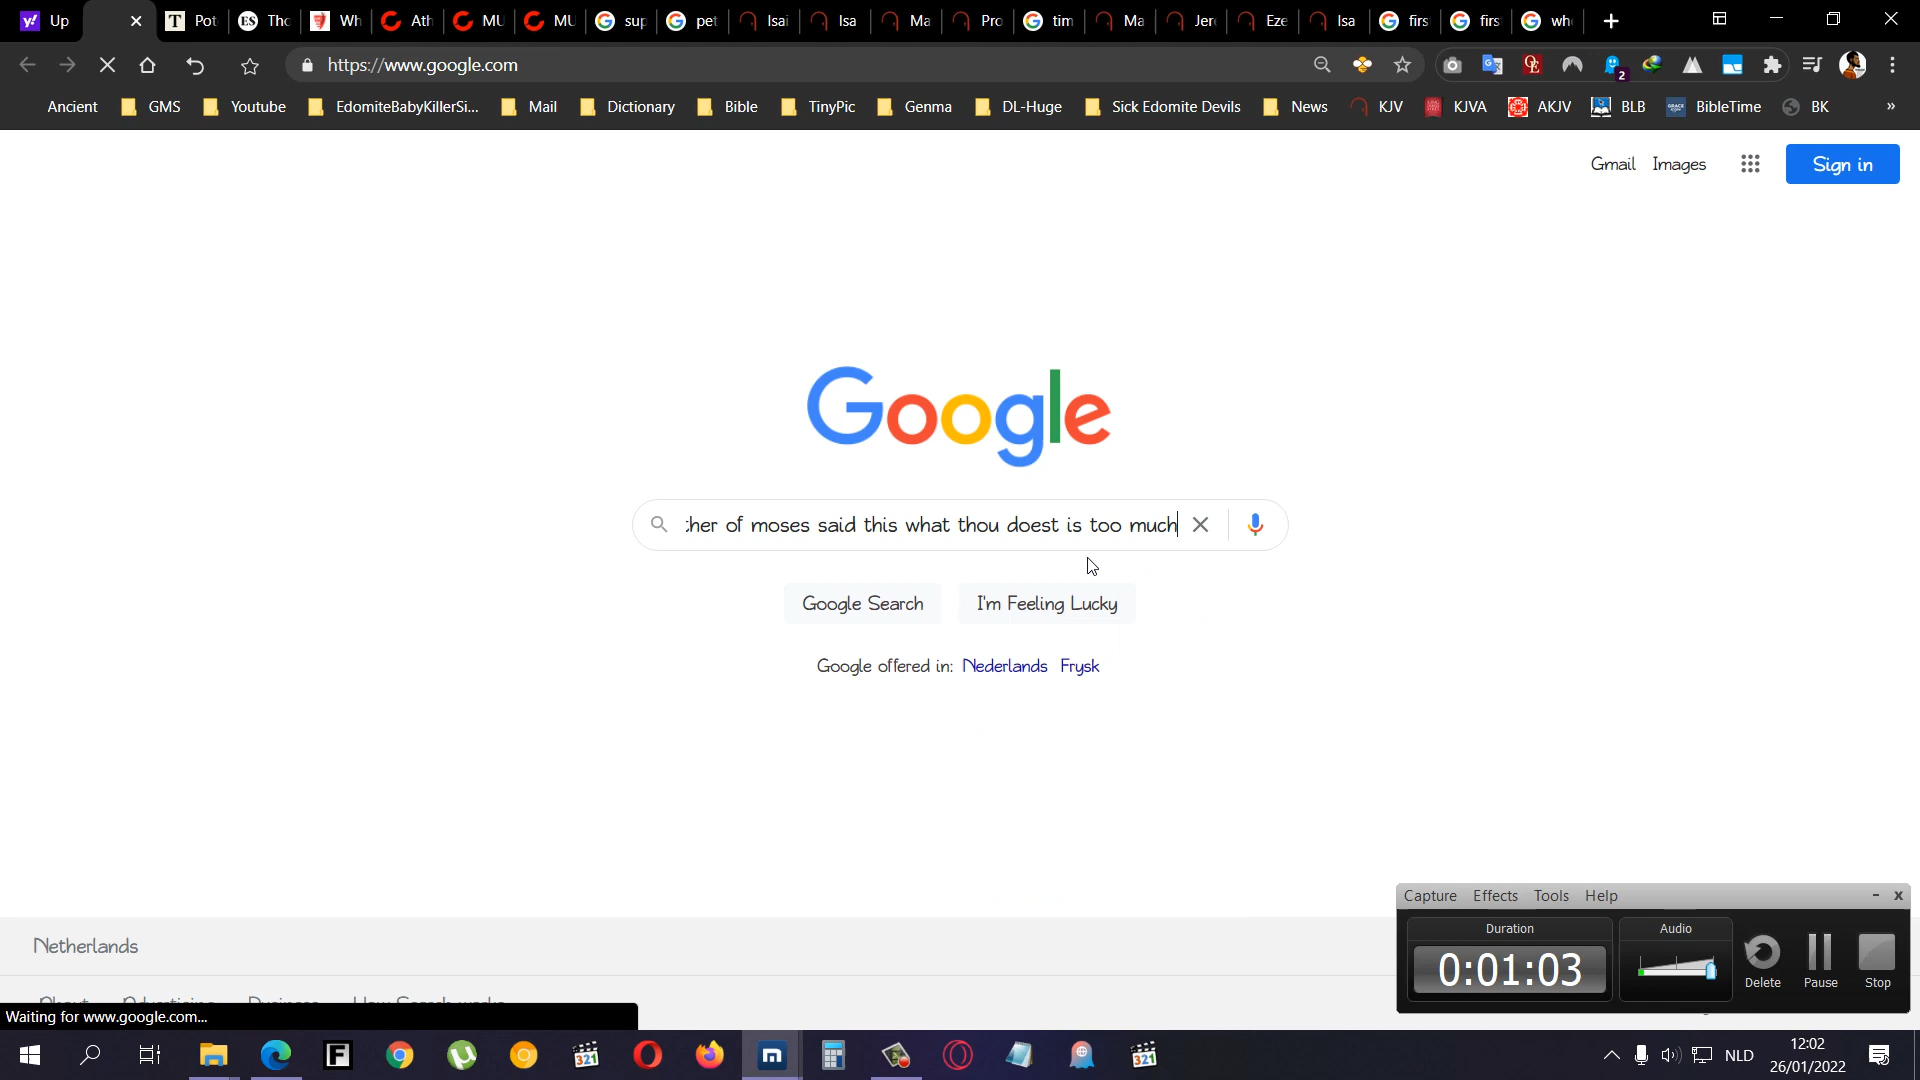 Up
Pot
Tho
Wh
Ath
MU
MU
sup
pet
Isai
Isa
Ma
Pro
tim
Ma
Jer
Eze
Isa
firs
firs
wh
https://www.google.com
2
Ancient
GMS
Youtube
EdomiteBabyKillerSi...
Mail
Dictionary
Bible
TinyPic
Genma
DL-Huge
Sick Edomite Devils
News
KJV
KJVA
AKJV
BLB
BibleTime
BK
»
Gmail Images
Sign in
Google
ther of moses said this what thou doest is too much
Google Search
I'm Feeling Lucky
Google offered in: Nederlands Frysk
Netherlands
Waiting for www.google.com...
Capture Effects Tools Help
Duration
0:01:03
Audio
Delete
Pause
Stop
NLD
12:02
26/01/2022